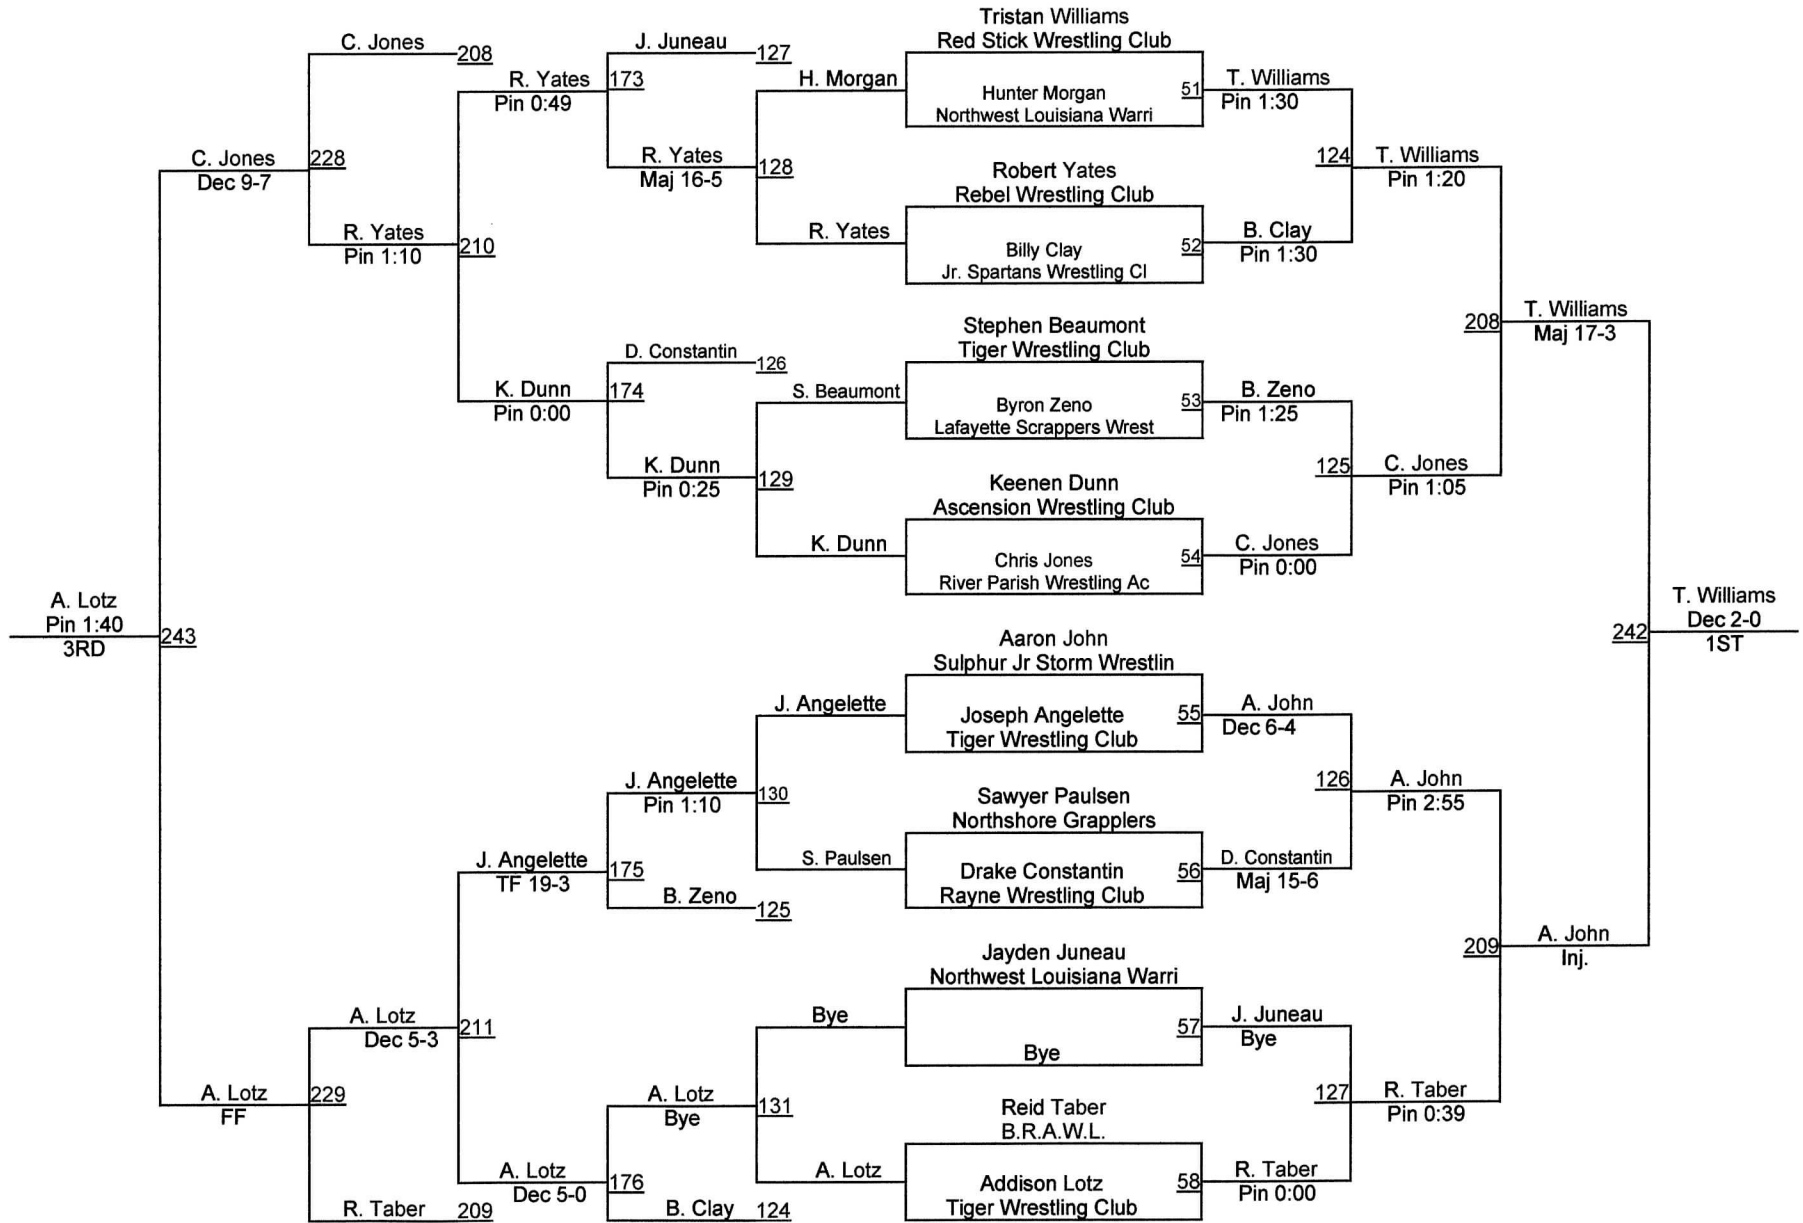 C. Jones
208
C. Jones
Dec 9-7
228
R. Yates
Pin 1:10
A. Lotz
Pin 1:40
3RD
243
A. Lotz
Dec 5-3
A. Lotz
FF
229
R. Taber
209
R. Yates
Pin 0:49
210
K. Dunn
Pin 0:00
J. Angelette
TF 19-3
211
A. Lotz
Dec 5-0
J. Juneau
127
173
R. Yates
Maj 16-5
D. Constantin
126
174
K. Dunn
Pin 0:25
J. Angelette
Pin 1:10
175
B. Zeno
125
A. Lotz
Bye
176
B. Clay
124
H. Morgan
128
R. Yates
S. Beaumont
129
K. Dunn
J. Angelette
130
S. Paulsen
Bye
131
A. Lotz
Tristan Williams
Red Stick Wrestling Club
Hunter Morgan
51
Northwest Louisiana Warri
Robert Yates
Rebel Wrestling Club
Billy Clay
52
Jr. Spartans Wrestling Cl
Stephen Beaumont
Tiger Wrestling Club
Byron Zeno
53
Lafayette Scrappers Wrest
Keenen Dunn
Ascension Wrestling Club
Chris Jones
54
River Parish Wrestling Ac
Aaron John
Sulphur Jr Storm Wrestlin
Joseph Angelette
55
Tiger Wrestling Club
Sawyer Paulsen
Northshore Grapplers
Drake Constantin
56
Rayne Wrestling Club
Jayden Juneau
Northwest Louisiana Warri
57
Bye
Reid Taber
B.R.A.W.L.
Addison Lotz
58
Tiger Wrestling Club
T. Williams
Pin 1:30
124
B. Clay
Pin 1:30
B. Zeno
Pin 1:25
125
C. Jones
Pin 0:00
A. John
Dec 6-4
126
D. Constantin
Maj 15-6
J. Juneau
Bye
127
R. Taber
Pin 0:00
T. Williams
Pin 1:20
208
C. Jones
Pin 1:05
A. John
Pin 2:55
209
R. Taber
Pin 0:39
T. Williams
Maj 17-3
242
A. John
Inj.
T. Williams
Dec 2-0
1ST